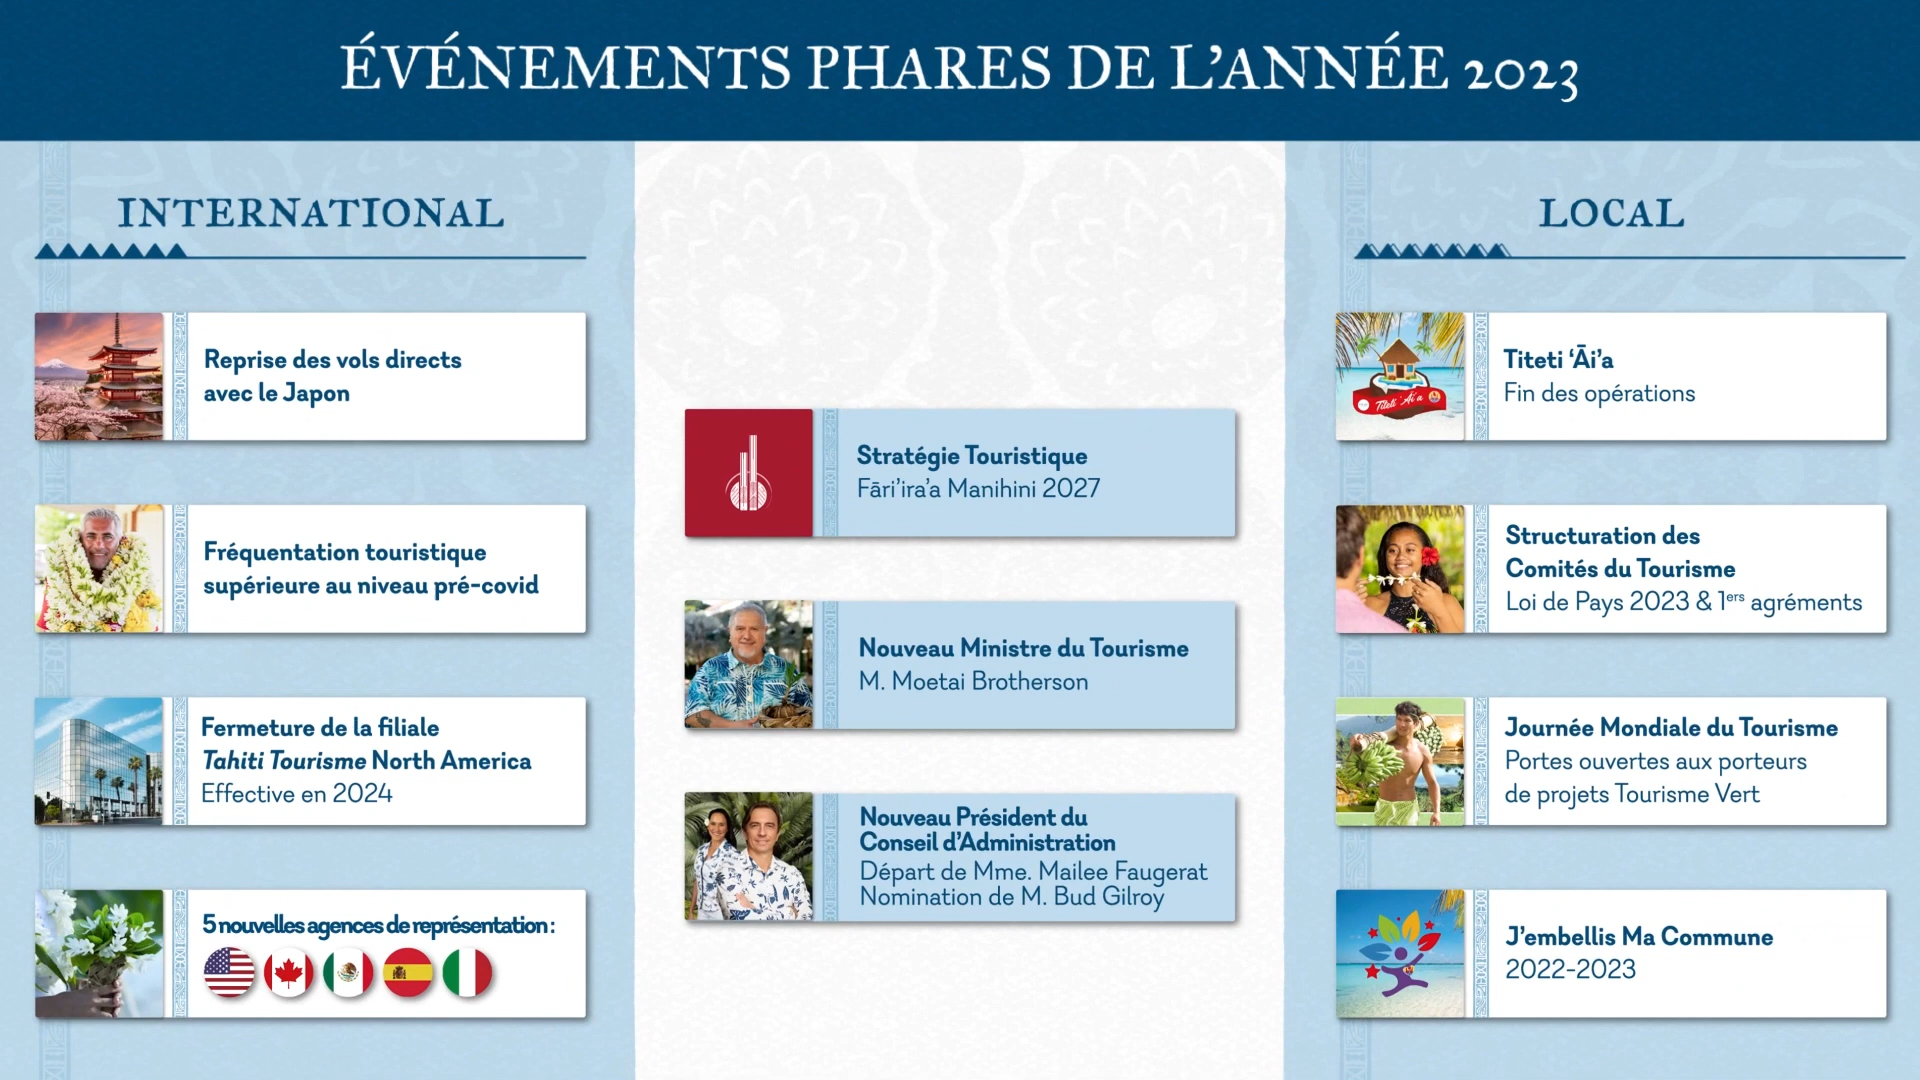 ÉVÉNEMENTS PHARES DE L'ANNÉE 2023
INTERNATIONAL
Reprise des vols directs
avec le Japon
Fréquentation touristique
supérieure au niveau pré-covid
Fermeture de la filiale
Tahiti Tourisme North America
Effective en 2024
5 nouvelles agences de représentation :
Stratégie Touristique
Fāri'ira'a Manihini 2027
Nouveau Ministre du Tourisme
M. Moetai Brotherson
Nouveau Président du
Conseil d'Administration
Départ de Mme. Mailee Faugerat
Nomination de M. Bud Gilroy
LOCAL
Titeti 'Āi'a
Titeti 'Āi'a
Fin des opérations
Structuration des
Comités du Tourisme
Loi de Pays 2023 & 1ers agréments
Journée Mondiale du Tourisme
Portes ouvertes aux porteurs
de projets Tourisme Vert
J'embellis Ma Commune
2022-2023